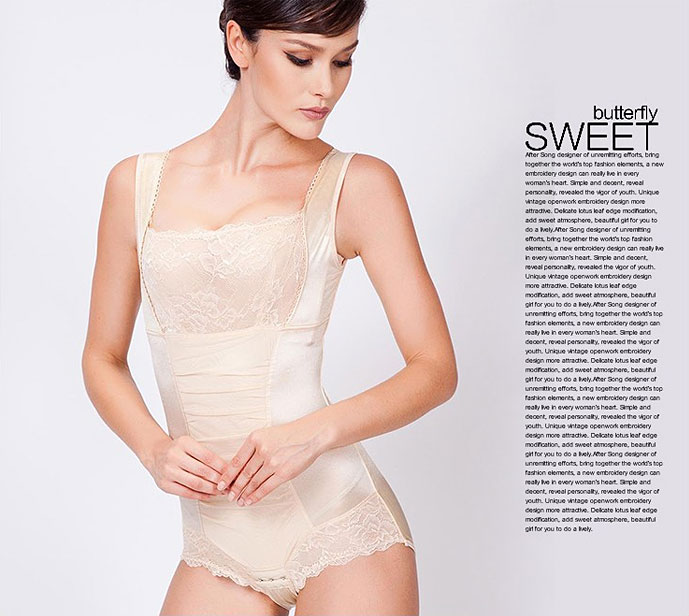 butterfly
SWEET
After Song designer of unremitting efforts, bring
together the world's top fashion elements, a new
embroidery design can really live in every
woman's heart. Simple and decent, reveal
personality, revealed the vigor of youth. Unique
vintage openwork embroidery design more
attractive. Delicate lotus leaf edge modification,
add sweet atmosphere, beautiful girl for you to
do a lively.After Song designer of unremitting
efforts, bring together the world's top fashion
elements, a new embroidery design can really live
in every woman's heart. Simple and decent,
reveal personality, revealed the vigor of youth.
Unique vintage openwork embroidery design
more attractive. Delicate lotus leaf edge
modification, add sweet atmosphere, beautiful
girl for you to do a lively.After Song designer of
unremitting efforts, bring together the world's top
fashion elements, a new embroidery design can
really live in every woman's heart. Simple and
decent, reveal personality, revealed the vigor of
youth. Unique vintage openwork embroidery
design more attractive. Delicate lotus leaf edge
modification, add sweet atmosphere, beautiful
girl for you to do a lively.After Song designer of
unremitting efforts, bring together the world's top
fashion elements, a new embroidery design can
really live in every woman's heart. Simple and
decent, reveal personality, revealed the vigor of
youth. Unique vintage openwork embroidery
design more attractive. Delicate lotus leaf edge
modification, add sweet atmosphere, beautiful
girl for you to do a lively.After Song designer of
unremitting efforts, bring together the world's top
fashion elements, a new embroidery design can
really live in every woman's heart. Simple and
decent, reveal personality, revealed the vigor of
youth. Unique vintage openwork embroidery
design more attractive. Delicate lotus leaf edge
modification, add sweet atmosphere, beautiful
girl for you to do a lively.